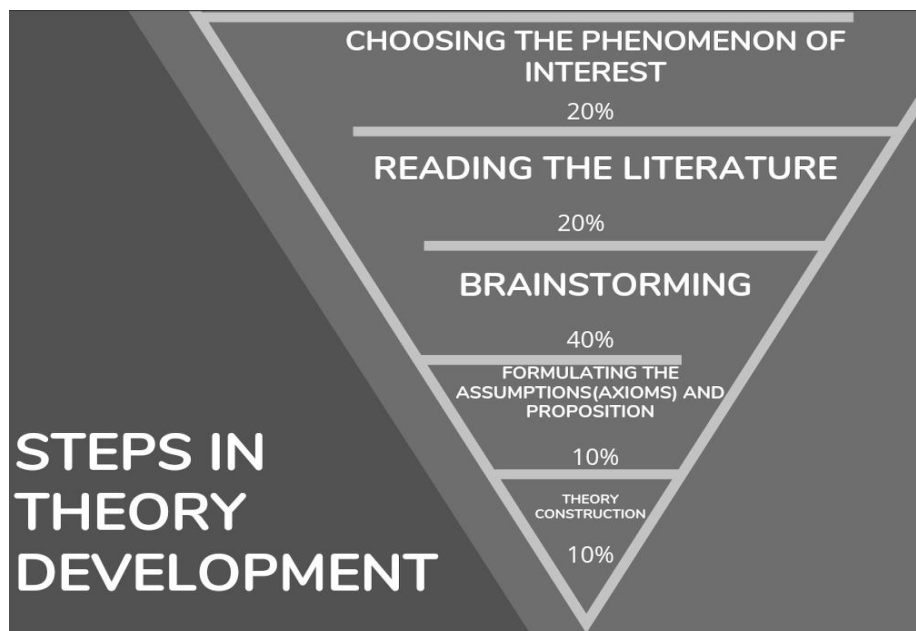 CHOOSING THE PHENOMENON OF
INTEREST
20%
READING THE LITERATURE
20%
BRAINSTORMING
40%
FORMULATING THE
ASSUMPTIONS(AXIOMS) AND
PROPOSITION
10%
THEORY
CONSTRUCTION
10%
STEPS IN
THEORY
DEVELOPMENT